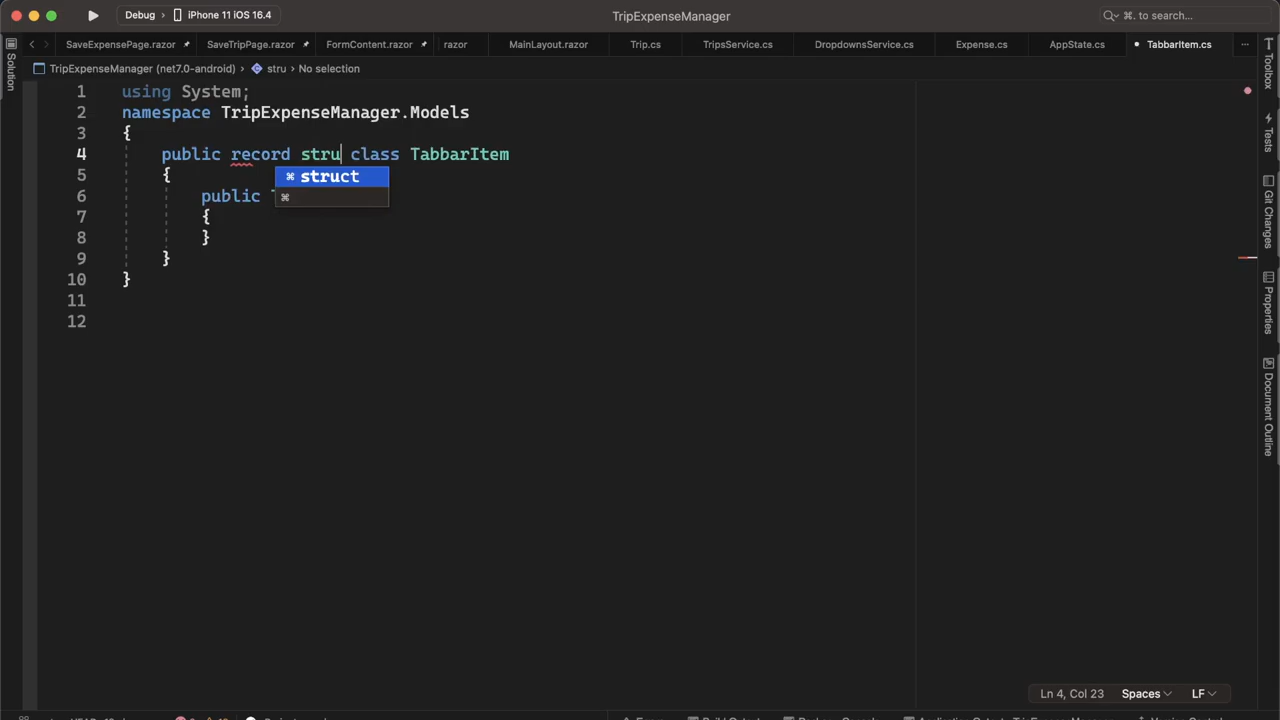 Debug > iPhone 11 iOS 16.4
TripExpenseManager
⌘. to search...
SaveExpensePage.razor
SaveTripPage.razor
FormContent.razor
razor
MainLayout.razor
Trip.cs
TripsService.cs
DropdownsService.cs
Expense.cs
AppState.cs
TabbarItem.cs
TripExpenseManager (net7.0-android) > stru > No selection
1 using System;
2 namespace TripExpenseManager.Models
3 {
4 public record stru class TabbarItem
5 {
⌘ struct
6 public
⌘
7 {
8 }
9 }
10 }
11
12
Solution
Toolbox
Tests
Git Changes
Properties
Document Outline
Ln 4, Col 23
Spaces
LF